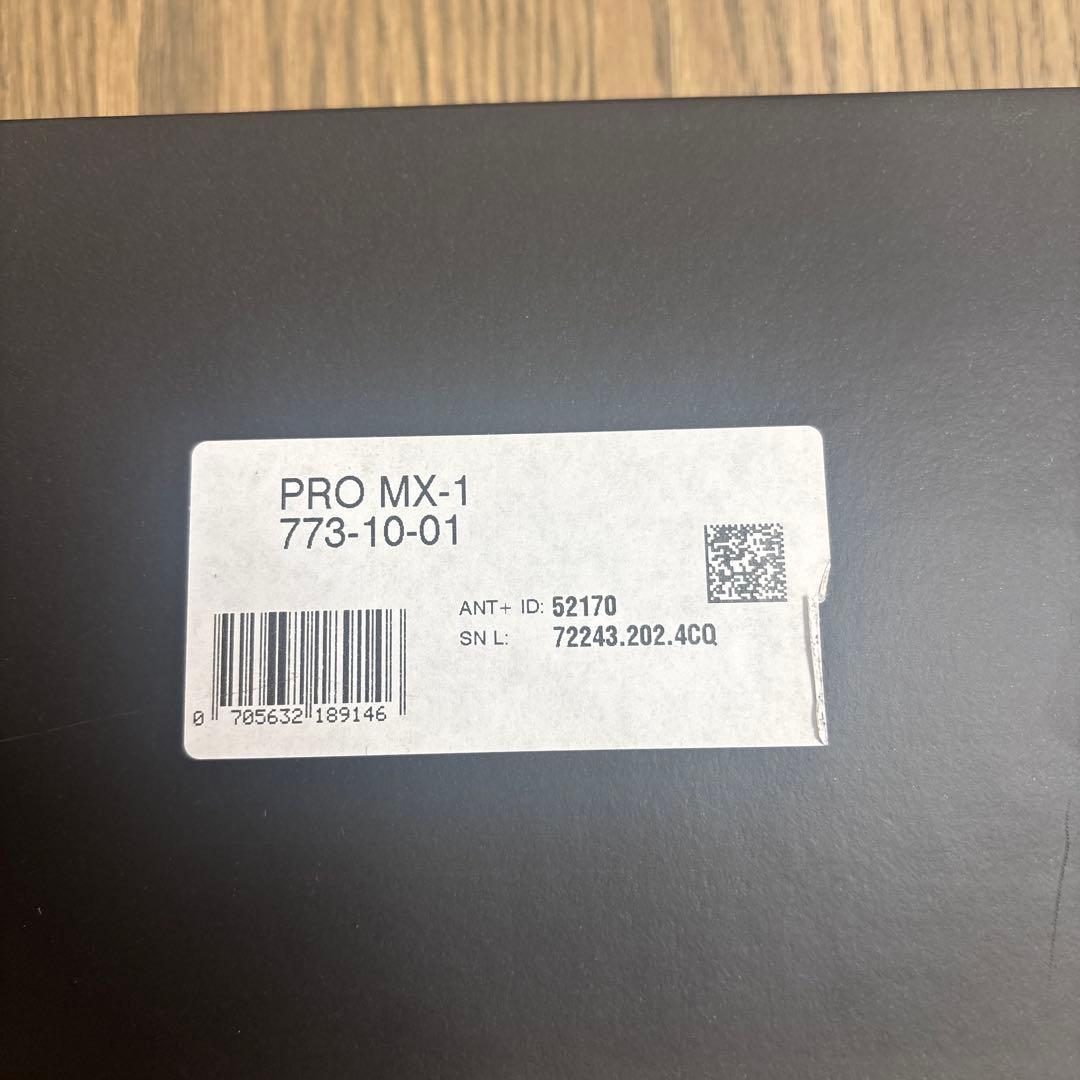 PRO MX-1
773-10-01
ANT+ ID: 52170
SN L: 72243.202.4CQ
0 705632 189146